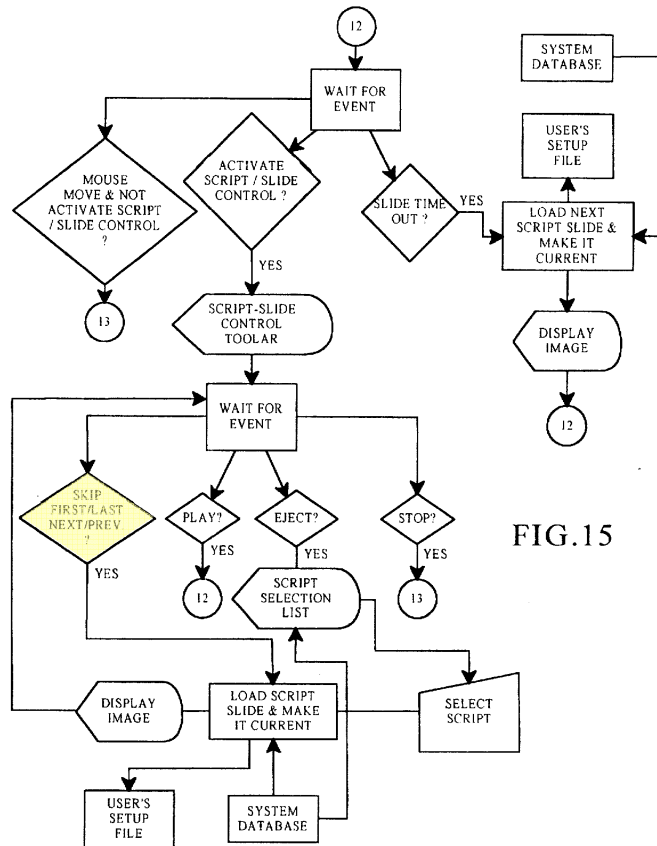 12
WAIT FOR
EVENT
SYSTEM
DATABASE
USER'S
SETUP
FILE
MOUSE
MOVE & NOT
ACTIVATE SCRIPT
/ SLIDE CONTROL
?
ACTIVATE
SCRIPT / SLIDE
CONTROL ?
SLIDE TIME
OUT ?
YES
LOAD NEXT
SCRIPT SLIDE &
MAKE IT
CURRENT
YES
13
SCRIPT-SLIDE
CONTROL
TOOLAR
DISPLAY
IMAGE
12
WAIT FOR
EVENT
SKIP
FIRST/LAST
NEXT/PREV.
?
YES
PLAY?
YES
12
EJECT?
YES
STOP?
YES
13
FIG.15
SCRIPT
SELECTION
LIST
DISPLAY
IMAGE
LOAD SCRIPT
SLIDE & MAKE
IT CURRENT
SELECT
SCRIPT
USER'S
SETUP
FILE
SYSTEM
DATABASE